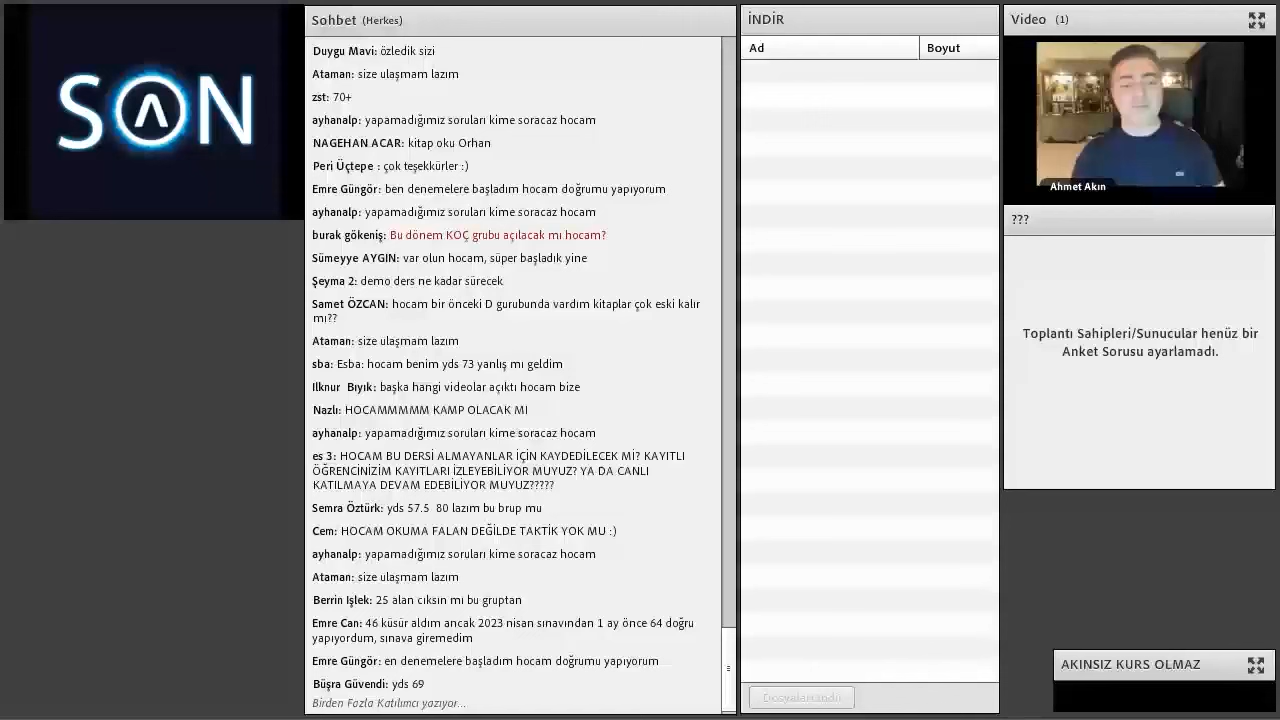 SON
Sohbet (Herkes)
Duygu Mavi: özledik sizi
Ataman: size ulaşmam lazım
zst: 70+
ayhanalp: yapamadığımız soruları kime soracaz hocam
NAGEHAN ACAR: kitap oku Orhan
Peri Üçtepe : çok teşekkürler :)
Emre Güngör: ben denemelere başladım hocam doğrumu yapıyorum
ayhanalp: yapamadığımız soruları kime soracaz hocam
burak gökeniş: Bu dönem KOÇ grubu açılacak mı hocam?
Sümeyye AYGIN: var olun hocam, süper başladık yine
Şeyma 2: demo ders ne kadar sürecek
Samet ÖZCAN: hocam bir önceki D gurubunda vardım kitaplar çok eski kalır
mı??
Ataman: size ulaşmam lazım
sba: Esba: hocam benim yds 73 yanlış mı geldim
Ilknur Bıyık: başka hangi videolar açıktı hocam bize
Nazlı: HOCAMMMMM KAMP OLACAK MI
ayhanalp: yapamadığımız soruları kime soracaz hocam
es 3: HOCAM BU DERSİ ALMAYANLAR İÇİN KAYDEDİLECEK Mİ? KAYITLI
ÖĞRENCİNİZİM KAYITLARI İZLEYEBİLİYOR MUYUZ? YA DA CANLI
KATILMAYA DEVAM EDEBİLİYOR MUYUZ?????
Semra Öztürk: yds 57.5 80 lazım bu brup mu
Cem: HOCAM OKUMA FALAN DEĞİLDE TAKTİK YOK MU :)
ayhanalp: yapamadığımız soruları kime soracaz hocam
Ataman: size ulaşmam lazım
Berrin Işlek: 25 alan cıksın mı bu gruptan
Emre Can: 46 küsür aldım ancak 2023 nisan sınavından 1 ay önce 64 doğru
yapıyordum, sınava giremedim
Emre Güngör: en denemelere başladım hocam doğrumu yapıyorum
Büşra Güvendi: yds 69
Birden Fazla Katılımcı yazıyor...
İNDİR
Ad Boyut
Dosyaları İndir
Video (1)
Ahmet Akın
???
Toplantı Sahipleri/Sunucular henüz bir
Anket Sorusu ayarlamadı.
AKINSIZ KURS OLMAZ